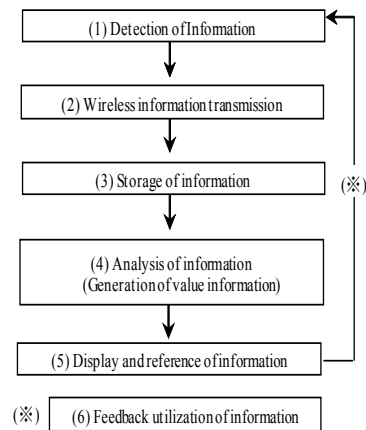 (1) Detection of Information
(2) Wireless information transmission
(3) Storage of information
(※)
(4) Analysis of information
(Generation of value information)
(5) Display and reference of information
(※) (6) Feedback utilization of information